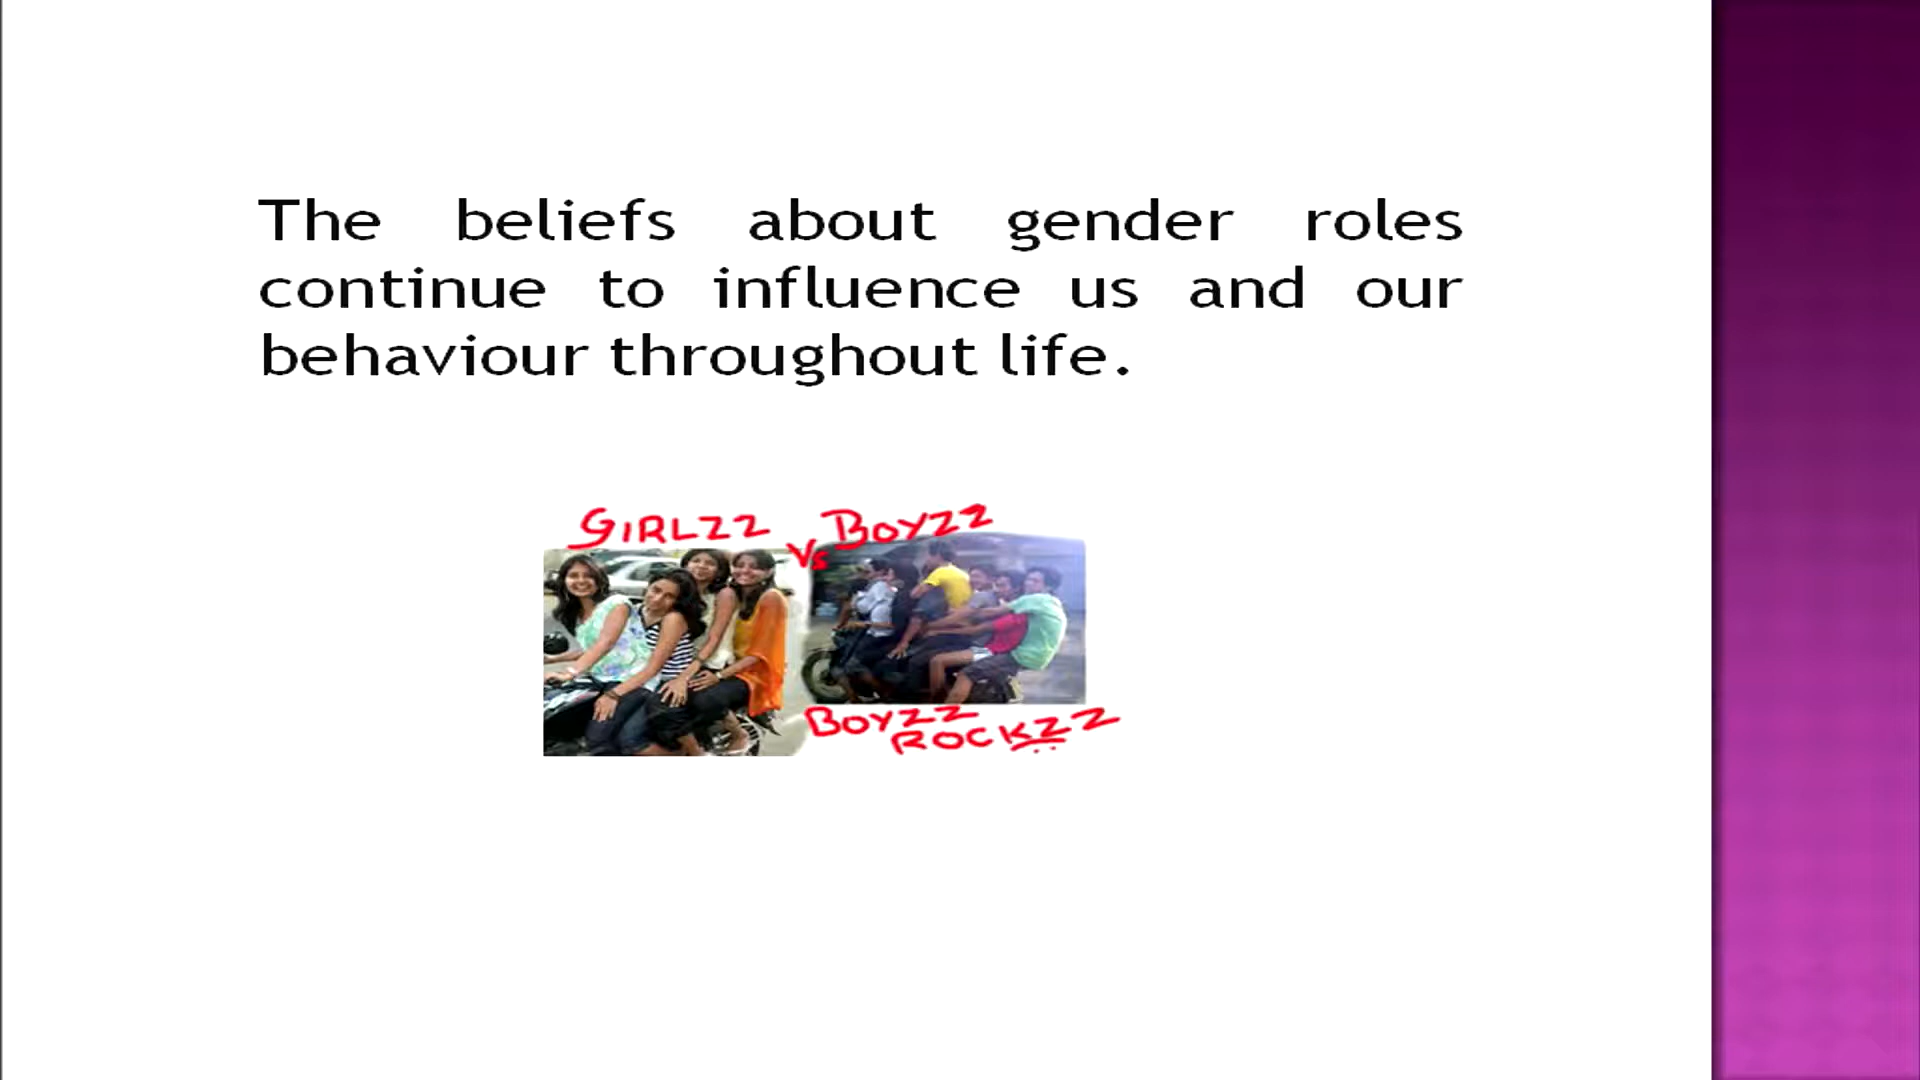 The beliefs about gender roles
continue to influence us and our
behaviour throughout life.
GIRLZZ
Vs
BOYZZ
BOYZZ
ROCKZZ